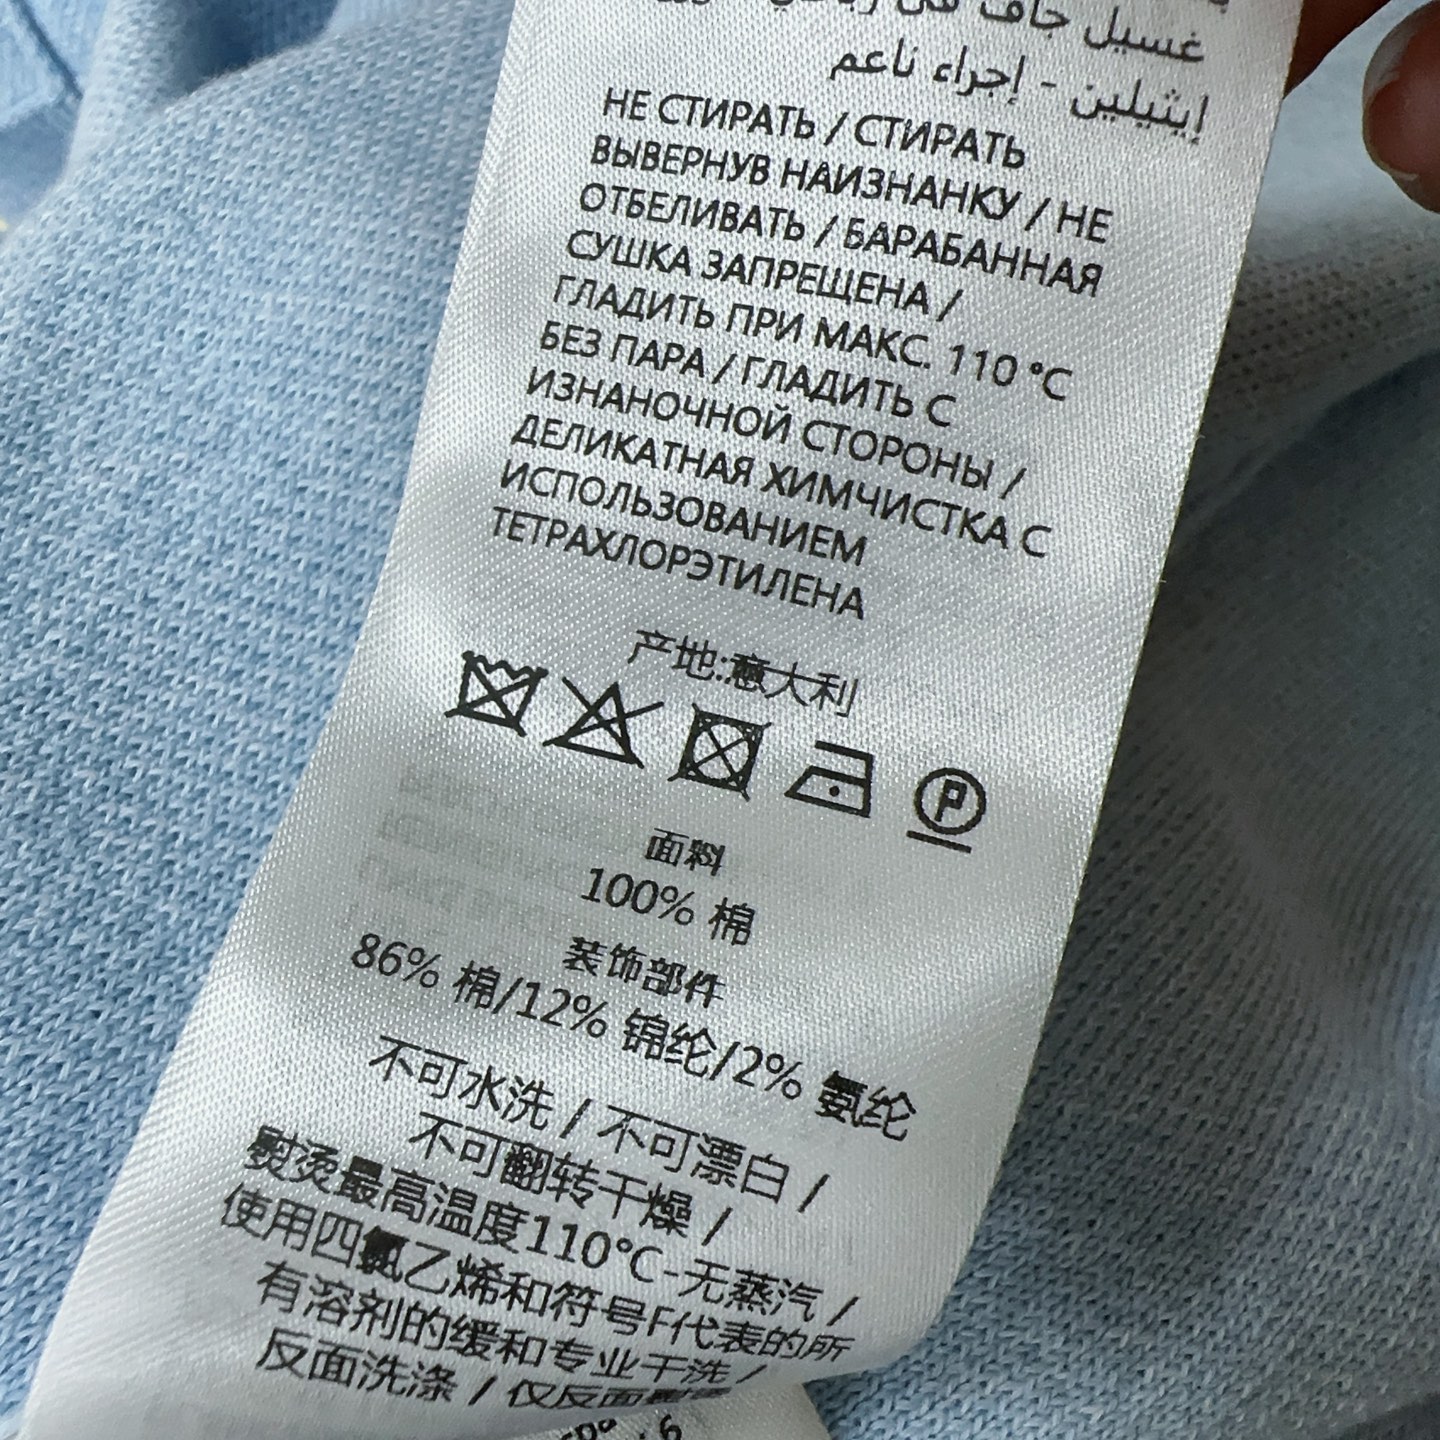 غسيل جاف في
إيثيلين - إجراء ناعم
НЕ СТИРАТЬ / СТИРАТЬ
ВЫВЕРНУВ НАИЗНАНКУ / НЕ
ОТБЕЛИВАТЬ / БАРАБАННАЯ
СУШКА ЗАПРЕЩЕНА /
ГЛАДИТЬ ПРИ МАКС. 110 °C
БЕЗ ПАРА / ГЛАДИТЬ С
ИЗНАНОЧНОЙ СТОРОНЫ /
ДЕЛИКАТНАЯ ХИМЧИСТКА С
ИСПОЛЬЗОВАНИЕМ
ТЕТРАХЛОРЭТИЛЕНА
产地:意大利
P
面料
100% 棉
装饰部件
86% 棉/12% 锦纶/2% 氨纶
不可水洗 / 不可漂白 /
不可翻转干燥 /
熨烫最高温度110°C-无蒸汽 /
使用四氯乙烯和符号F代表的所
有溶剂的缓和专业干洗 /
反面洗涤 / 仅反面